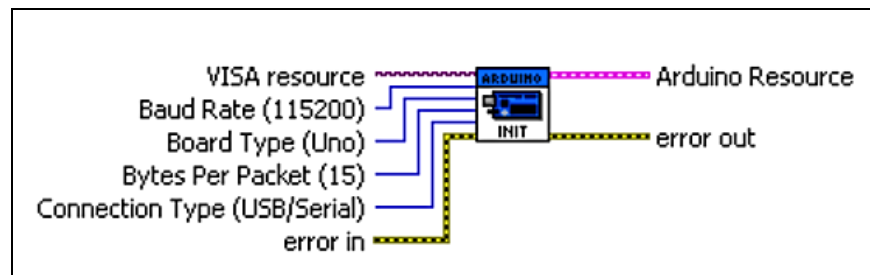 VISA resource
Baud Rate (115200)
Board Type (Uno)
Bytes Per Packet (15)
Connection Type (USB/Serial)
error in
ARDUINO
INIT
Arduino Resource
error out